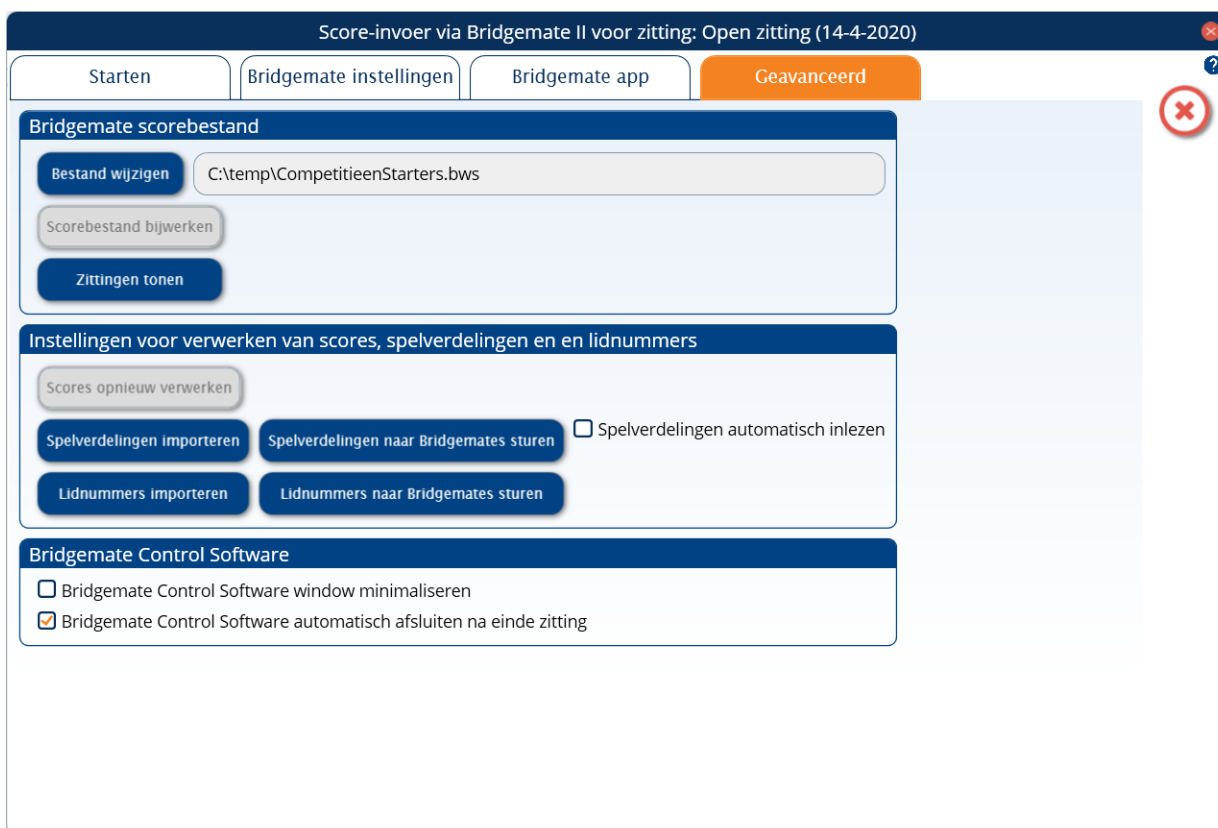 Score-invoer via Bridgemate II voor zitting: Open zitting (14-4-2020)
Starten
Bridgemate instellingen
Bridgemate app
Geavanceerd
?
Bridgemate scorebestand
Bestand wijzigen
C:\temp\CompetitieenStarters.bws
Scorebestand bijwerken
Zittingen tonen
Instellingen voor verwerken van scores, spelverdelingen en en lidnummers
Scores opnieuw verwerken
Spelverdelingen importeren
Spelverdelingen naar Bridgemates sturen
Spelverdelingen automatisch inlezen
Lidnummers importeren
Lidnummers naar Bridgemates sturen
Bridgemate Control Software
Bridgemate Control Software window minimaliseren
Bridgemate Control Software automatisch afsluiten na einde zitting